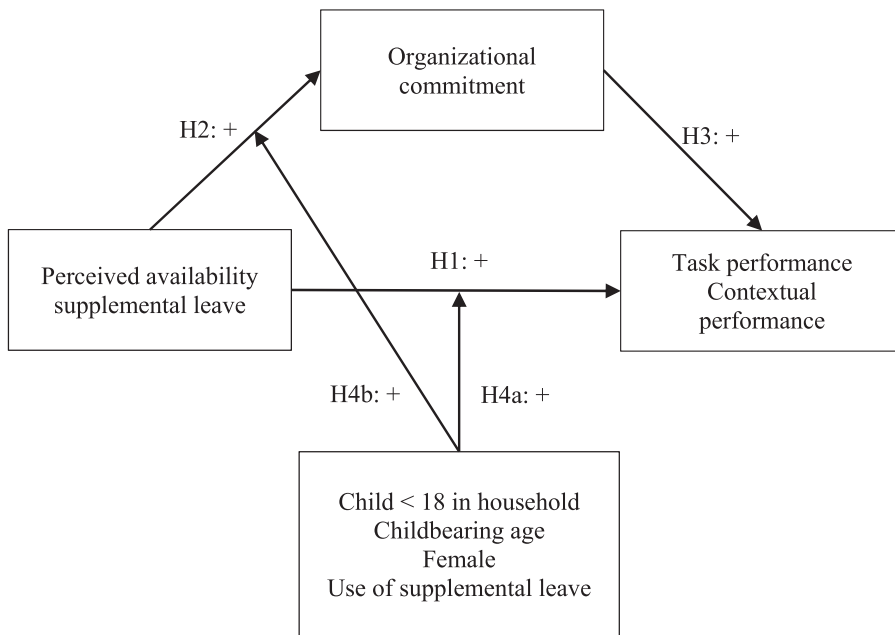 Organizational
commitment
H2: +
H3: +
Perceived availability
supplemental leave
H1: +
Task performance
Contextual
performance
H4b: +
H4a: +
Child < 18 in household
Childbearing age
Female
Use of supplemental leave